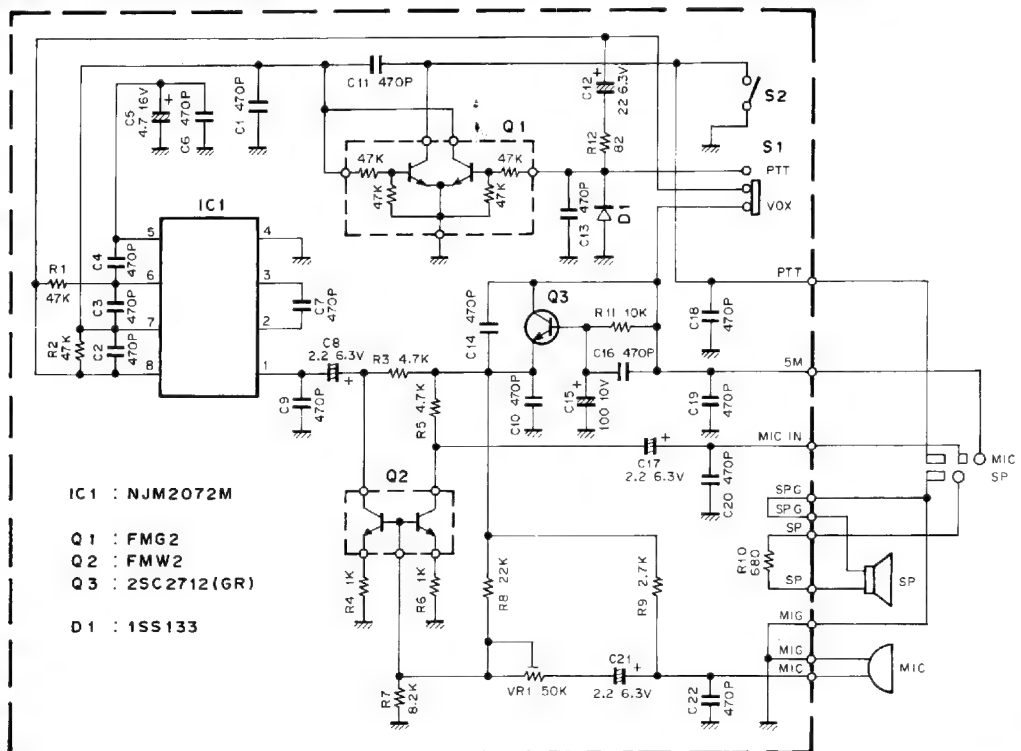 C11 470P
C12
22 6.3V
S2
C5
4.7 16V
+
C6 470P
C1 470P
Q1
R12
82
S1
PTT
VOX
47K
47K
47K
47K
C13 470P
D1
IC1
5
4
6
3
7
2
8
1
R1
47K
C4
470P
C3
470P
C2
470P
R2
47K
C7
470P
PTT
Q3
C14 470P
R11 10K
C18
470P
C8
2.2 6.3V
+
R3 4.7K
C16 470P
5M
C9
470P
R5 4.7K
C10 470P
C15
100 10V
+
C19
470P
MIC IN
C17
2.2 6.3V
+
C20 470P
MIC
SP
Q2
SPG
SPG
SP
R10
680
SP
SP
IC1 : NJM2072M
Q1 : FMG2
Q2 : FMW2
Q3 : 2SC2712(GR)
D1 : 1SS133
R4 1K
R6 1K
R8 22K
R9 2.7K
MIG
MIG
MIC
MIC
C21
2.2 6.3V
+
VR1 50K
R7
8.2K
C22
470P